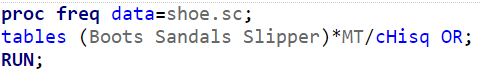 proc freq data=shoe.sc;
tables (Boots Sandals Slipper)*MT/cHisq OR;
RUN;